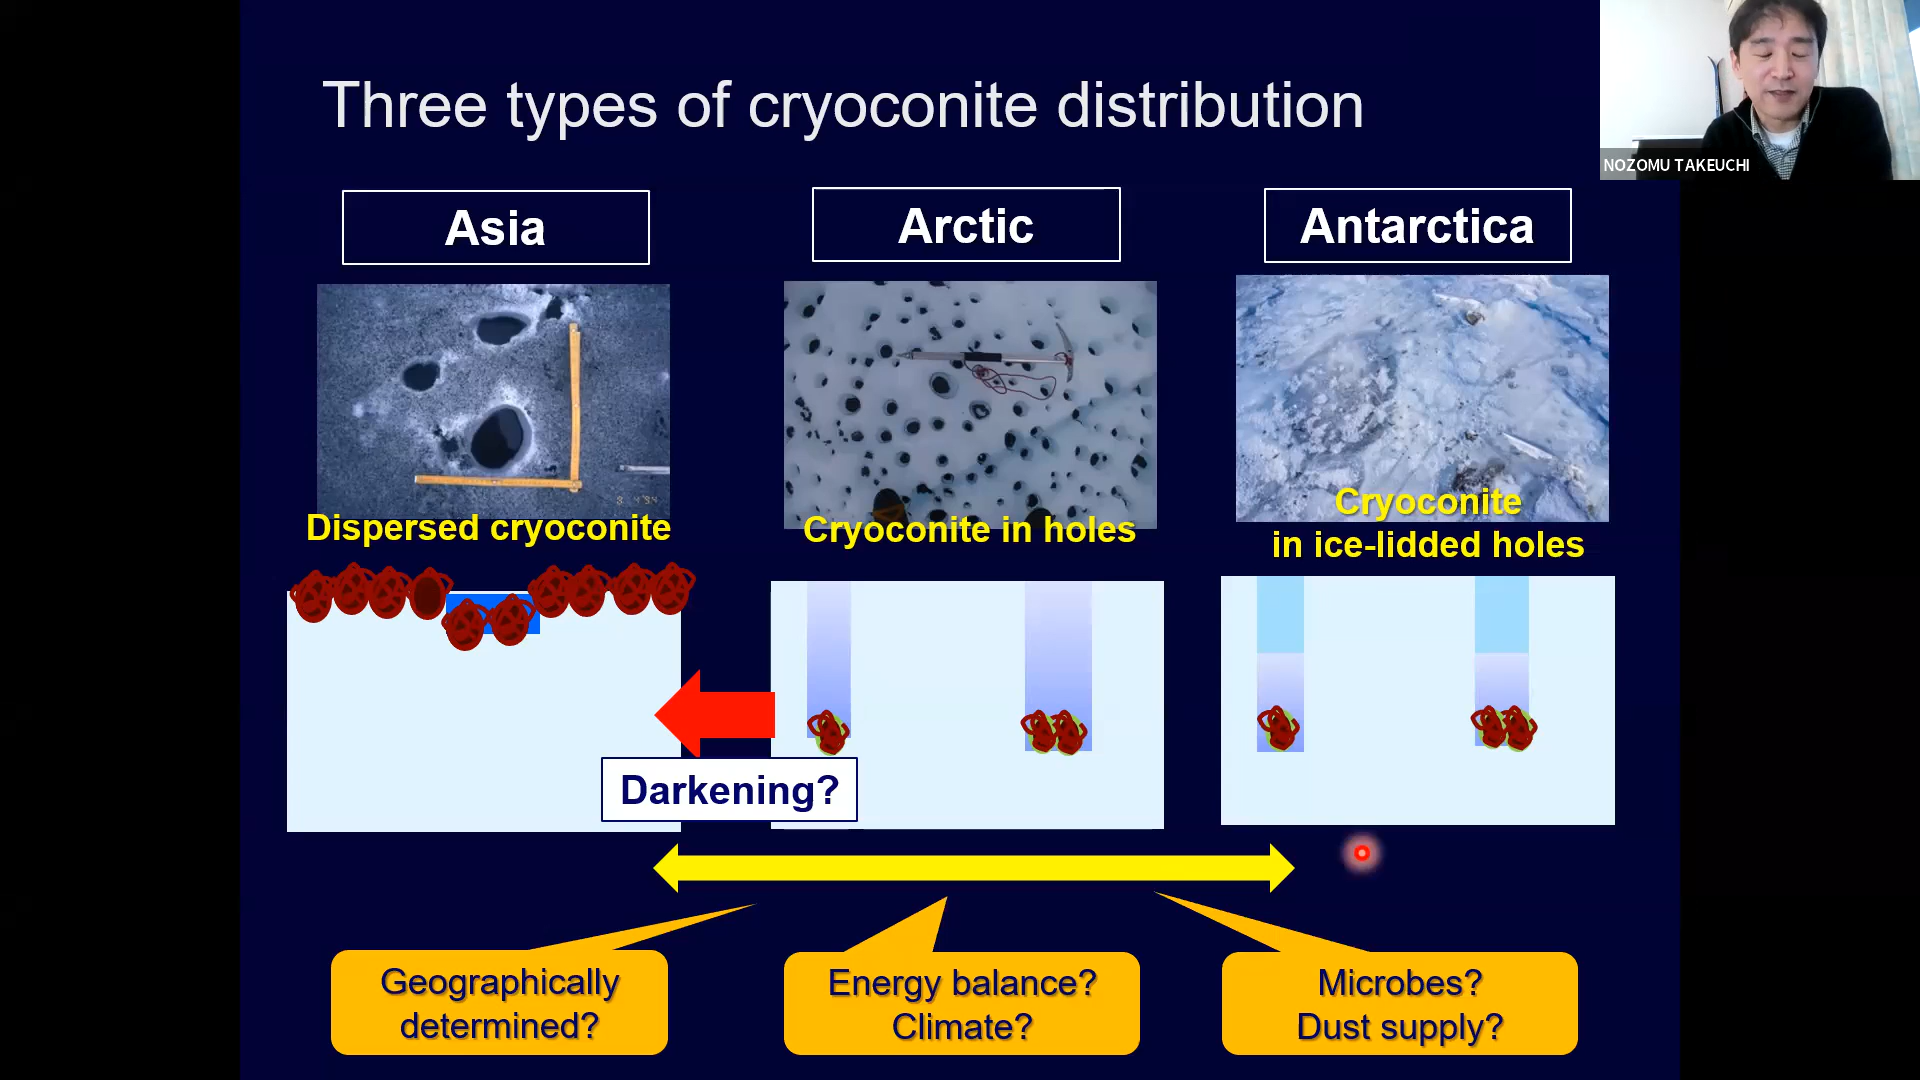 Three types of cryoconite distribution
NOZOMU TAKEUCHI
Asia
Arctic
Antarctica
Dispersed cryoconite
Cryoconite in holes
Cryoconite
in ice-lidded holes
Darkening?
Geographically
determined?
Energy balance?
Climate?
Microbes?
Dust supply?